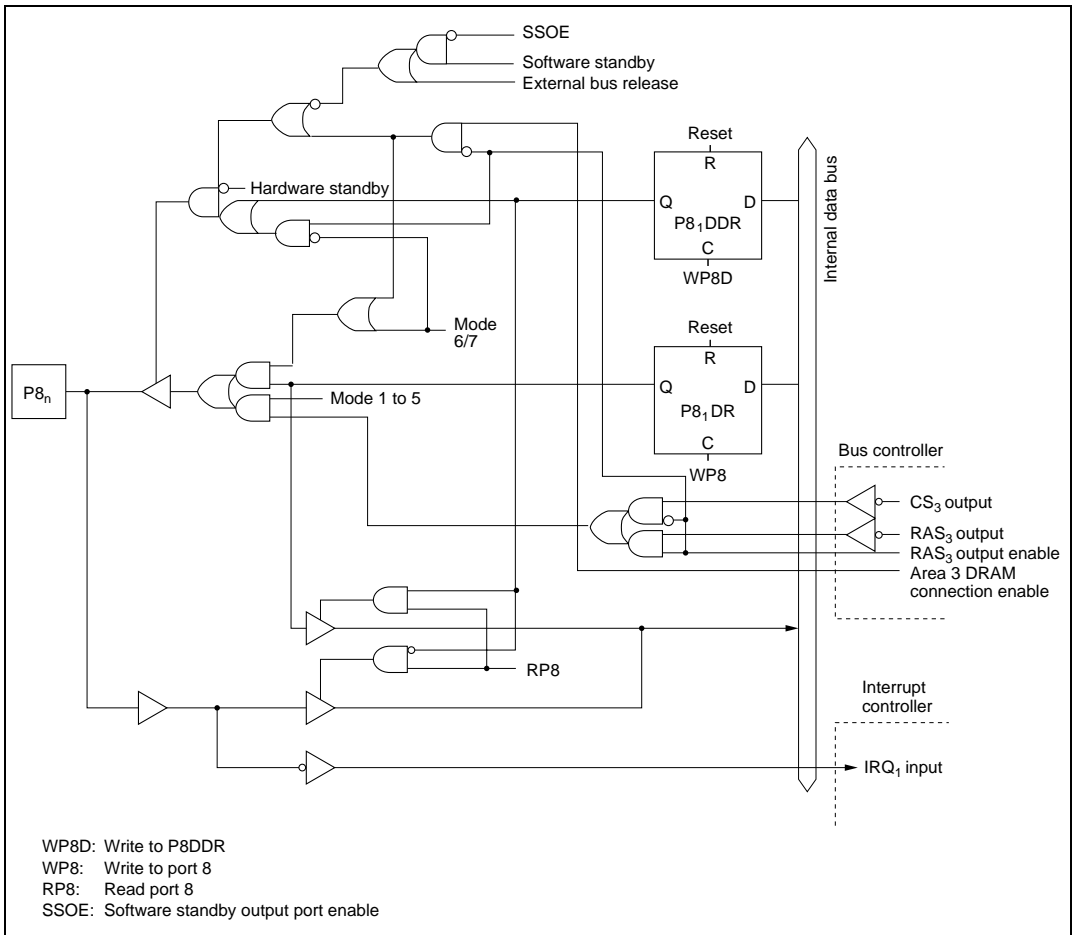 SSOE
Software standby
External bus release
Reset
R
Hardware standby
Q
D
P8₁DDR
C
WP8D
Internal data bus
Mode
6/7
Reset
R
P8ₙ
Q
D
Mode 1 to 5
P8₁DR
C
WP8
Bus controller
CS₃ output
RAS₃ output
RAS₃ output enable
Area 3 DRAM
connection enable
RP8
Interrupt
controller
IRQ₁ input
WP8D: Write to P8DDR
WP8: Write to port 8
RP8: Read port 8
SSOE: Software standby output port enable